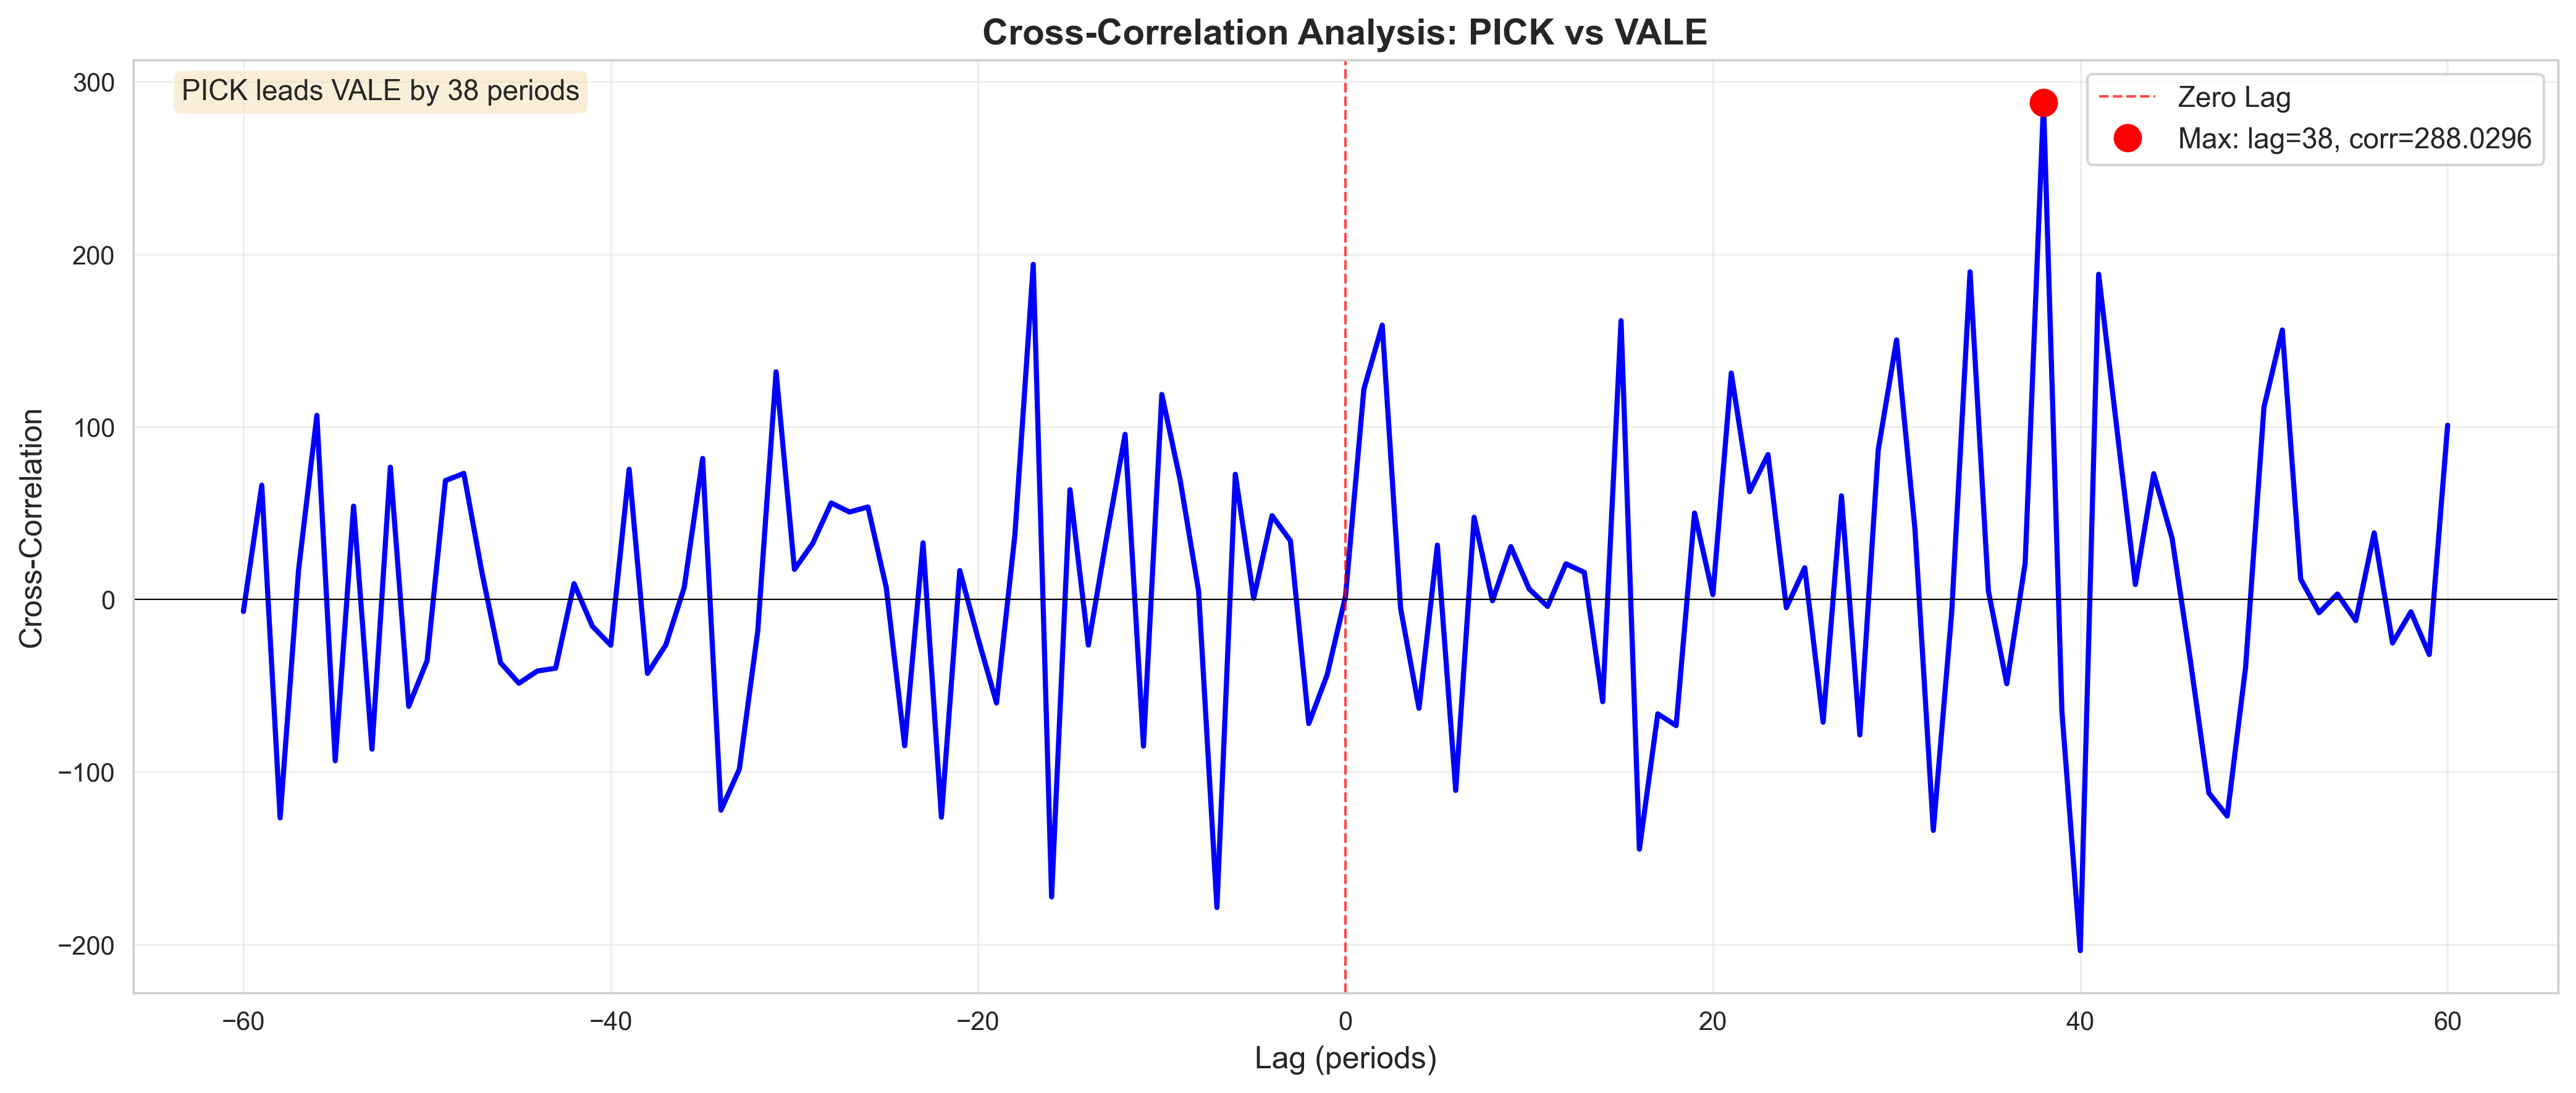 Cross-Correlation Analysis: PICK vs VALE
PICK leads VALE by 38 periods
Zero Lag
Max: lag=38, corr=288.0296
Cross-Correlation
300
200
100
0
−100
−200
−60
−40
−20
0
20
40
60
Lag (periods)